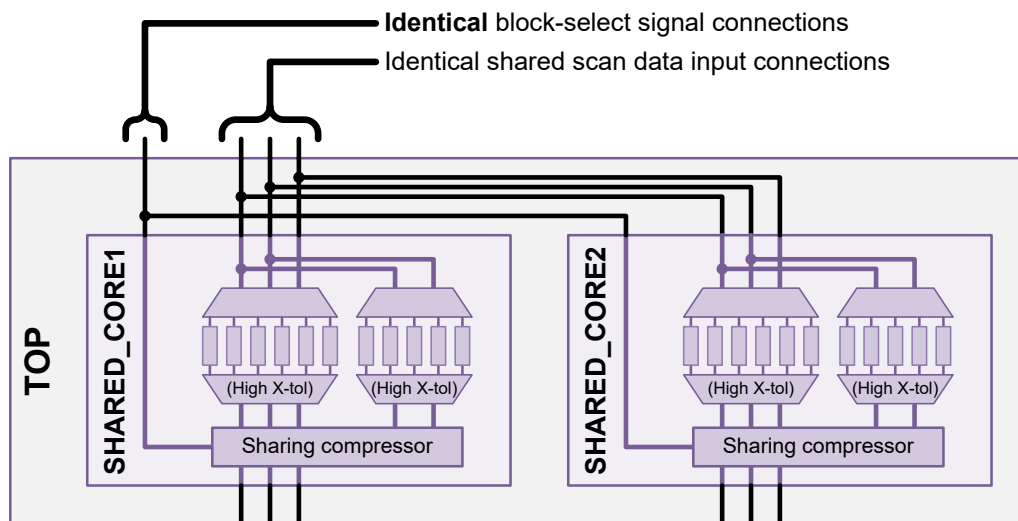 Identical block-select signal connections
Identical shared scan data input connections
TOP
SHARED_CORE1
(High X-tol)
(High X-tol)
Sharing compressor
SHARED_CORE2
(High X-tol)
(High X-tol)
Sharing compressor